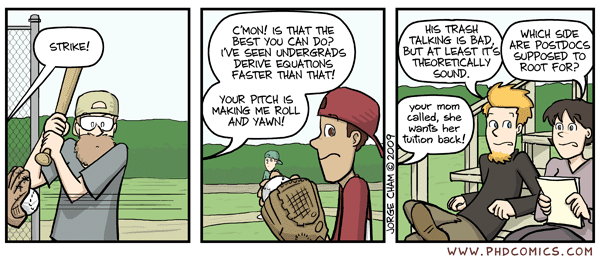 STRIKE!
C'MON! IS THAT THE
BEST YOU CAN DO?
I'VE SEEN UNDERGRADS
DERIVE EQUATIONS
FASTER THAN THAT!
YOUR PITCH IS
MAKING ME ROLL
AND YAWN!
JORGE CHAM © 2009
HIS TRASH
TALKING IS BAD,
BUT AT LEAST IT'S
THEORETICALLY
SOUND.
WHICH SIDE
ARE POSTDOCS
SUPPOSED TO
ROOT FOR?
your mom
called, she
wants her
tuition back!
WWW.PHDCOMICS.COM